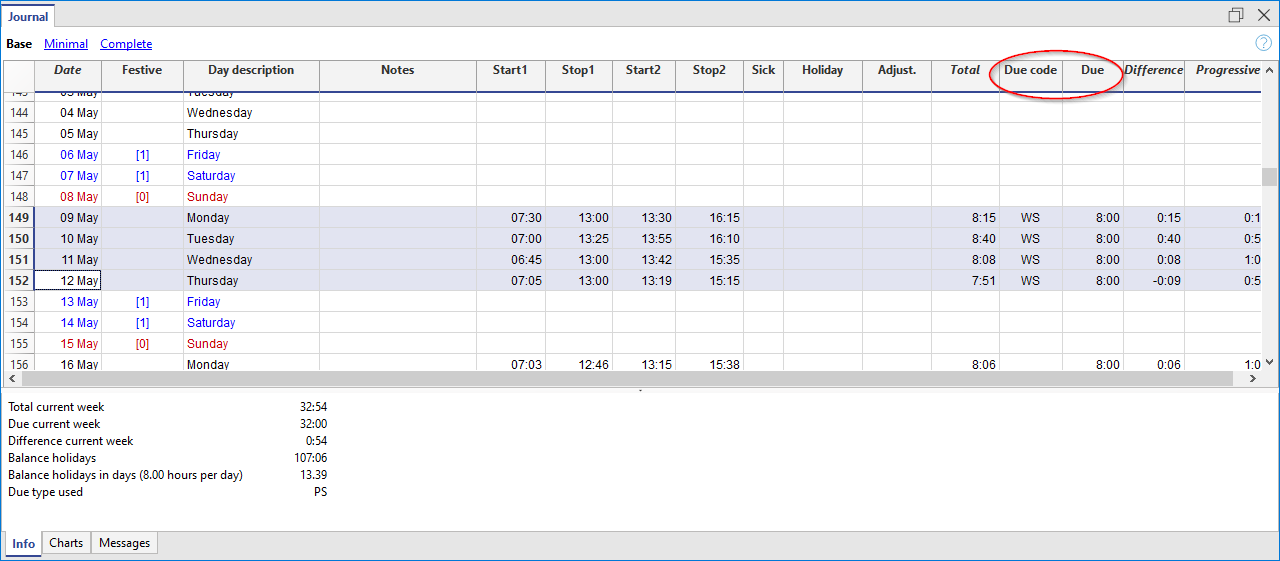 Journal
Base Minimal Complete
Date Festive Day description Notes Start1 Stop1 Start2 Stop2 Sick Holiday Adjust. Total Due code Due Difference Progressive
143 03 May Tuesday
144 04 May Wednesday
145 05 May Thursday
146 06 May [1] Friday
147 07 May [1] Saturday
148 08 May [0] Sunday
149 09 May Monday 07:30 13:00 13:30 16:15 8:15 WS 8:00 0:15 0:1
150 10 May Tuesday 07:00 13:25 13:55 16:10 8:40 WS 8:00 0:40 0:5
151 11 May Wednesday 06:45 13:00 13:42 15:35 8:08 WS 8:00 0:08 1:0
152 12 May Thursday 07:05 13:00 13:19 15:15 7:51 WS 8:00 -0:09 0:5
153 13 May [1] Friday
154 14 May [1] Saturday
155 15 May [0] Sunday
156 16 May Monday 07:03 12:46 13:15 15:38 8:06 8:00 0:06 1:0
Total current week 32:54
Due current week 32:00
Difference current week 0:54
Balance holidays 107:06
Balance holidays in days (8.00 hours per day) 13.39
Due type used PS
Info Charts Messages